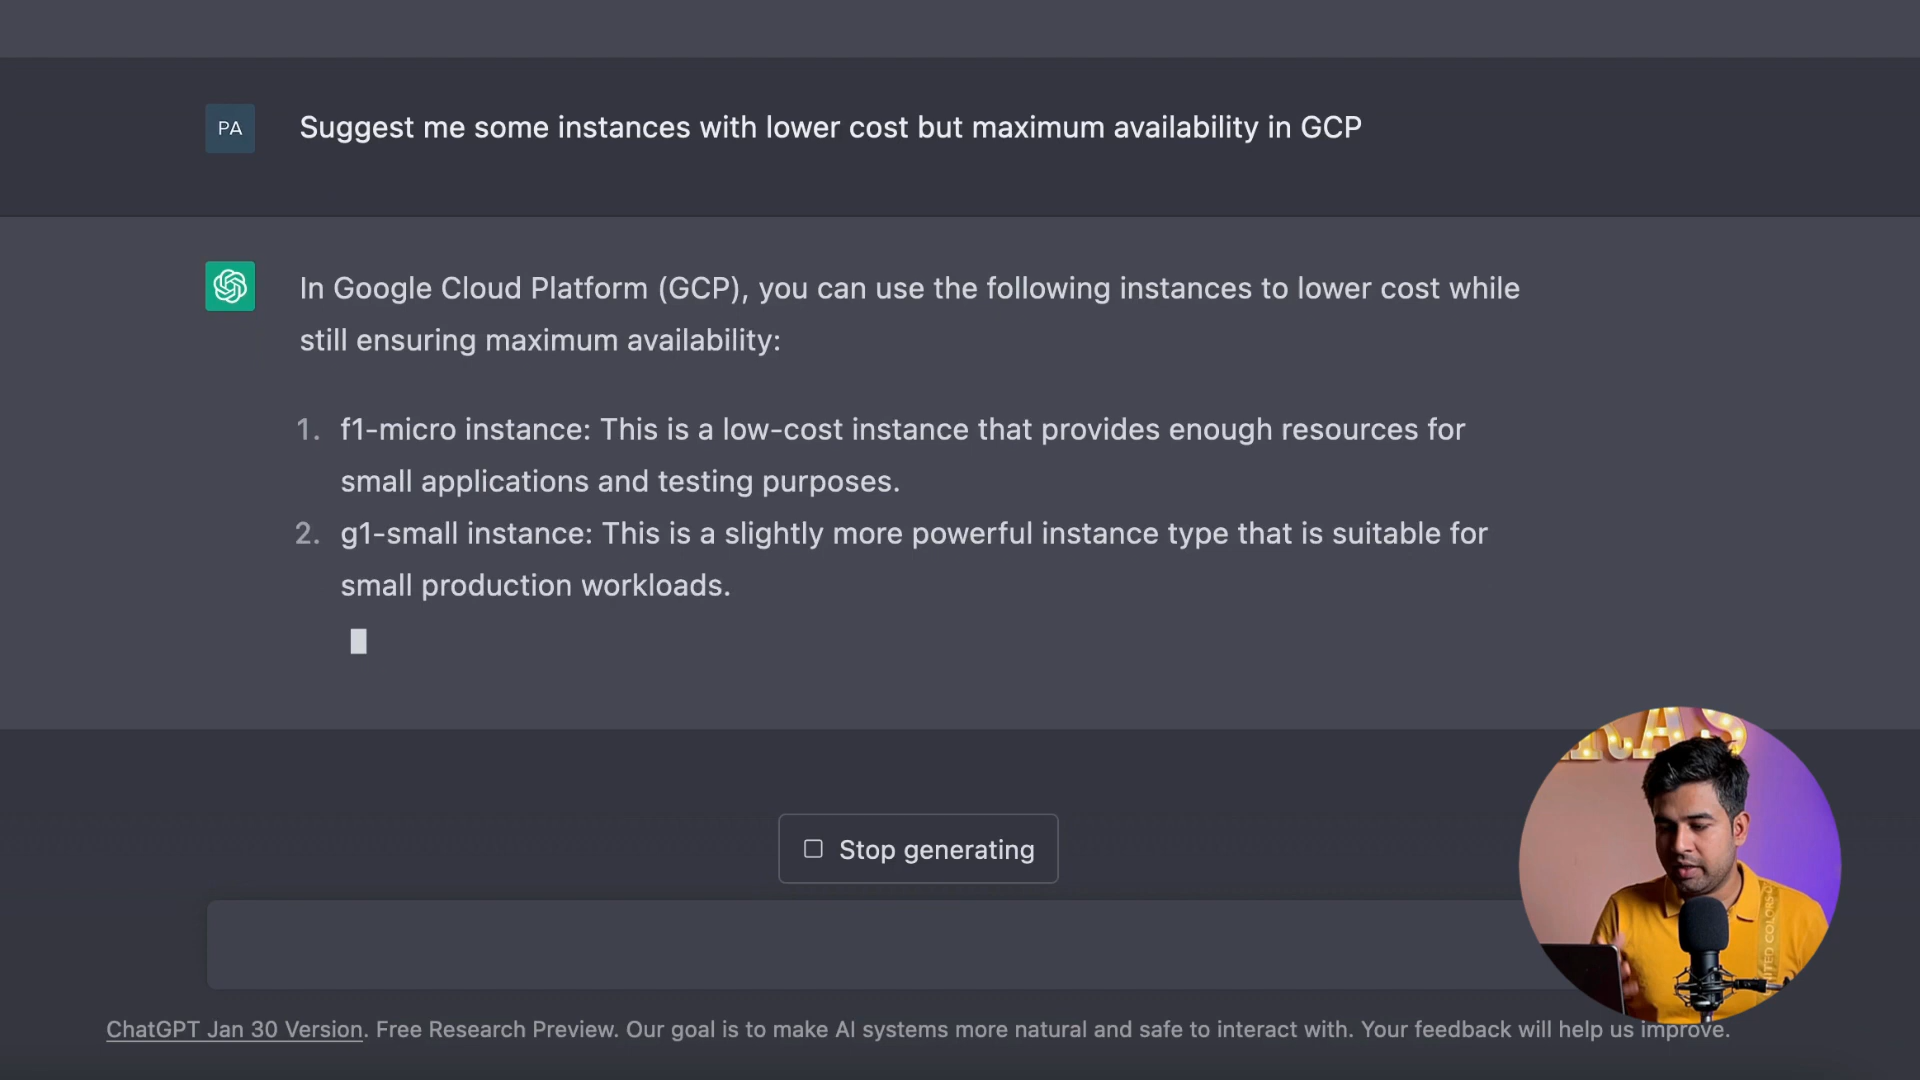 PA
Suggest me some instances with lower cost but maximum availability in GCP
In Google Cloud Platform (GCP), you can use the following instances to lower cost while
still ensuring maximum availability:
1. f1-micro instance: This is a low-cost instance that provides enough resources for
small applications and testing purposes.
2. g1-small instance: This is a slightly more powerful instance type that is suitable for
small production workloads.
Stop generating
ChatGPT Jan 30 Version. Free Research Preview. Our goal is to make AI systems more natural and safe to interact with. Your feedback will help us improve.